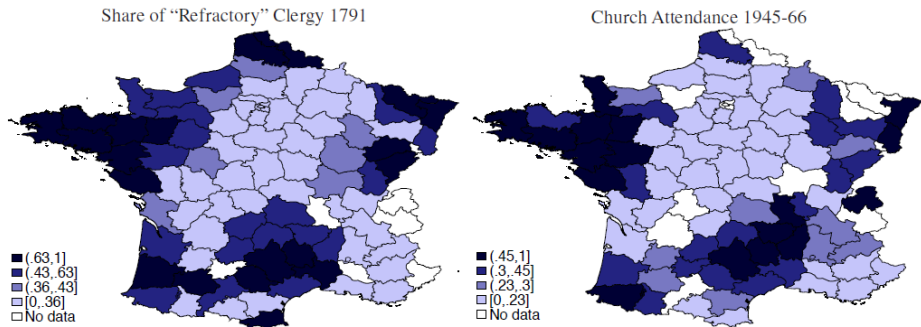 Share of “Refractory” Clergy 1791
(.63,1]
(.43,.63]
(.36,.43]
[0,.36]
No data
Church Attendance 1945-66
(.45,1]
(.3,.45]
(.23,.3]
[0,.23]
No data